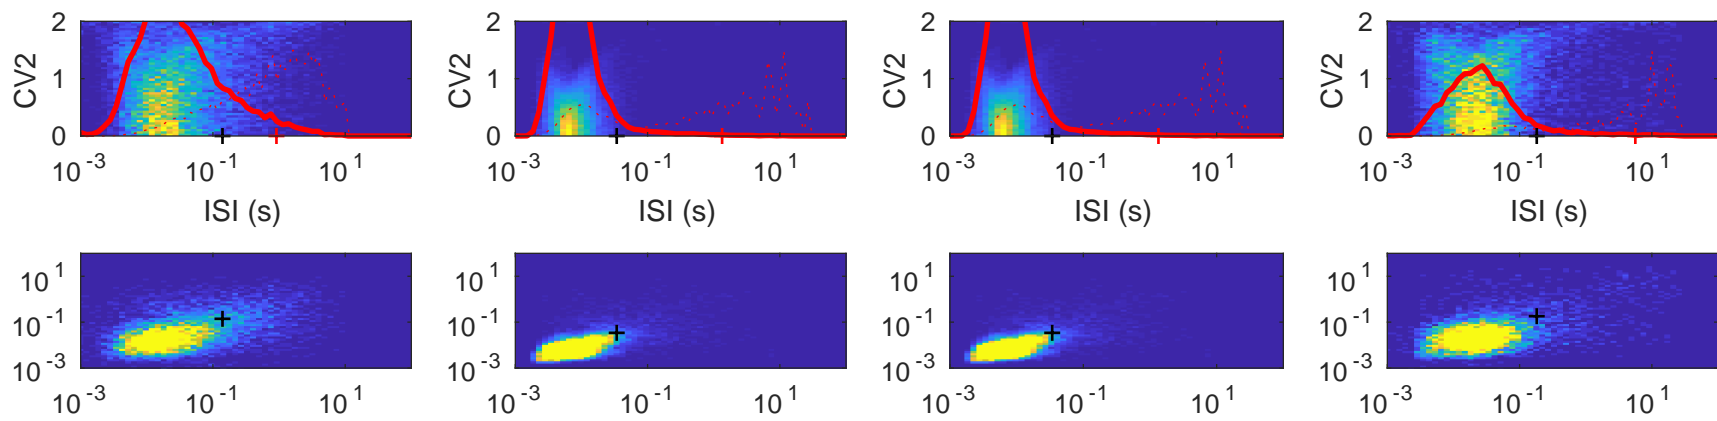 2 2 2 2
CV2 CV2 CV2 CV2
1 1 1 1
0 0 0 0
10^-3 10^-1 10^1 10^-3 10^-1 10^1 10^-3 10^-1 10^1 10^-3 10^-1 10^1
ISI (s) ISI (s) ISI (s) ISI (s)
10^1 10^1 10^1 10^1
10^-1 10^-1 10^-1 10^-1
10^-3 10^-3 10^-3 10^-3
10^-3 10^-1 10^1 10^-3 10^-1 10^1 10^-3 10^-1 10^1 10^-3 10^-1 10^1